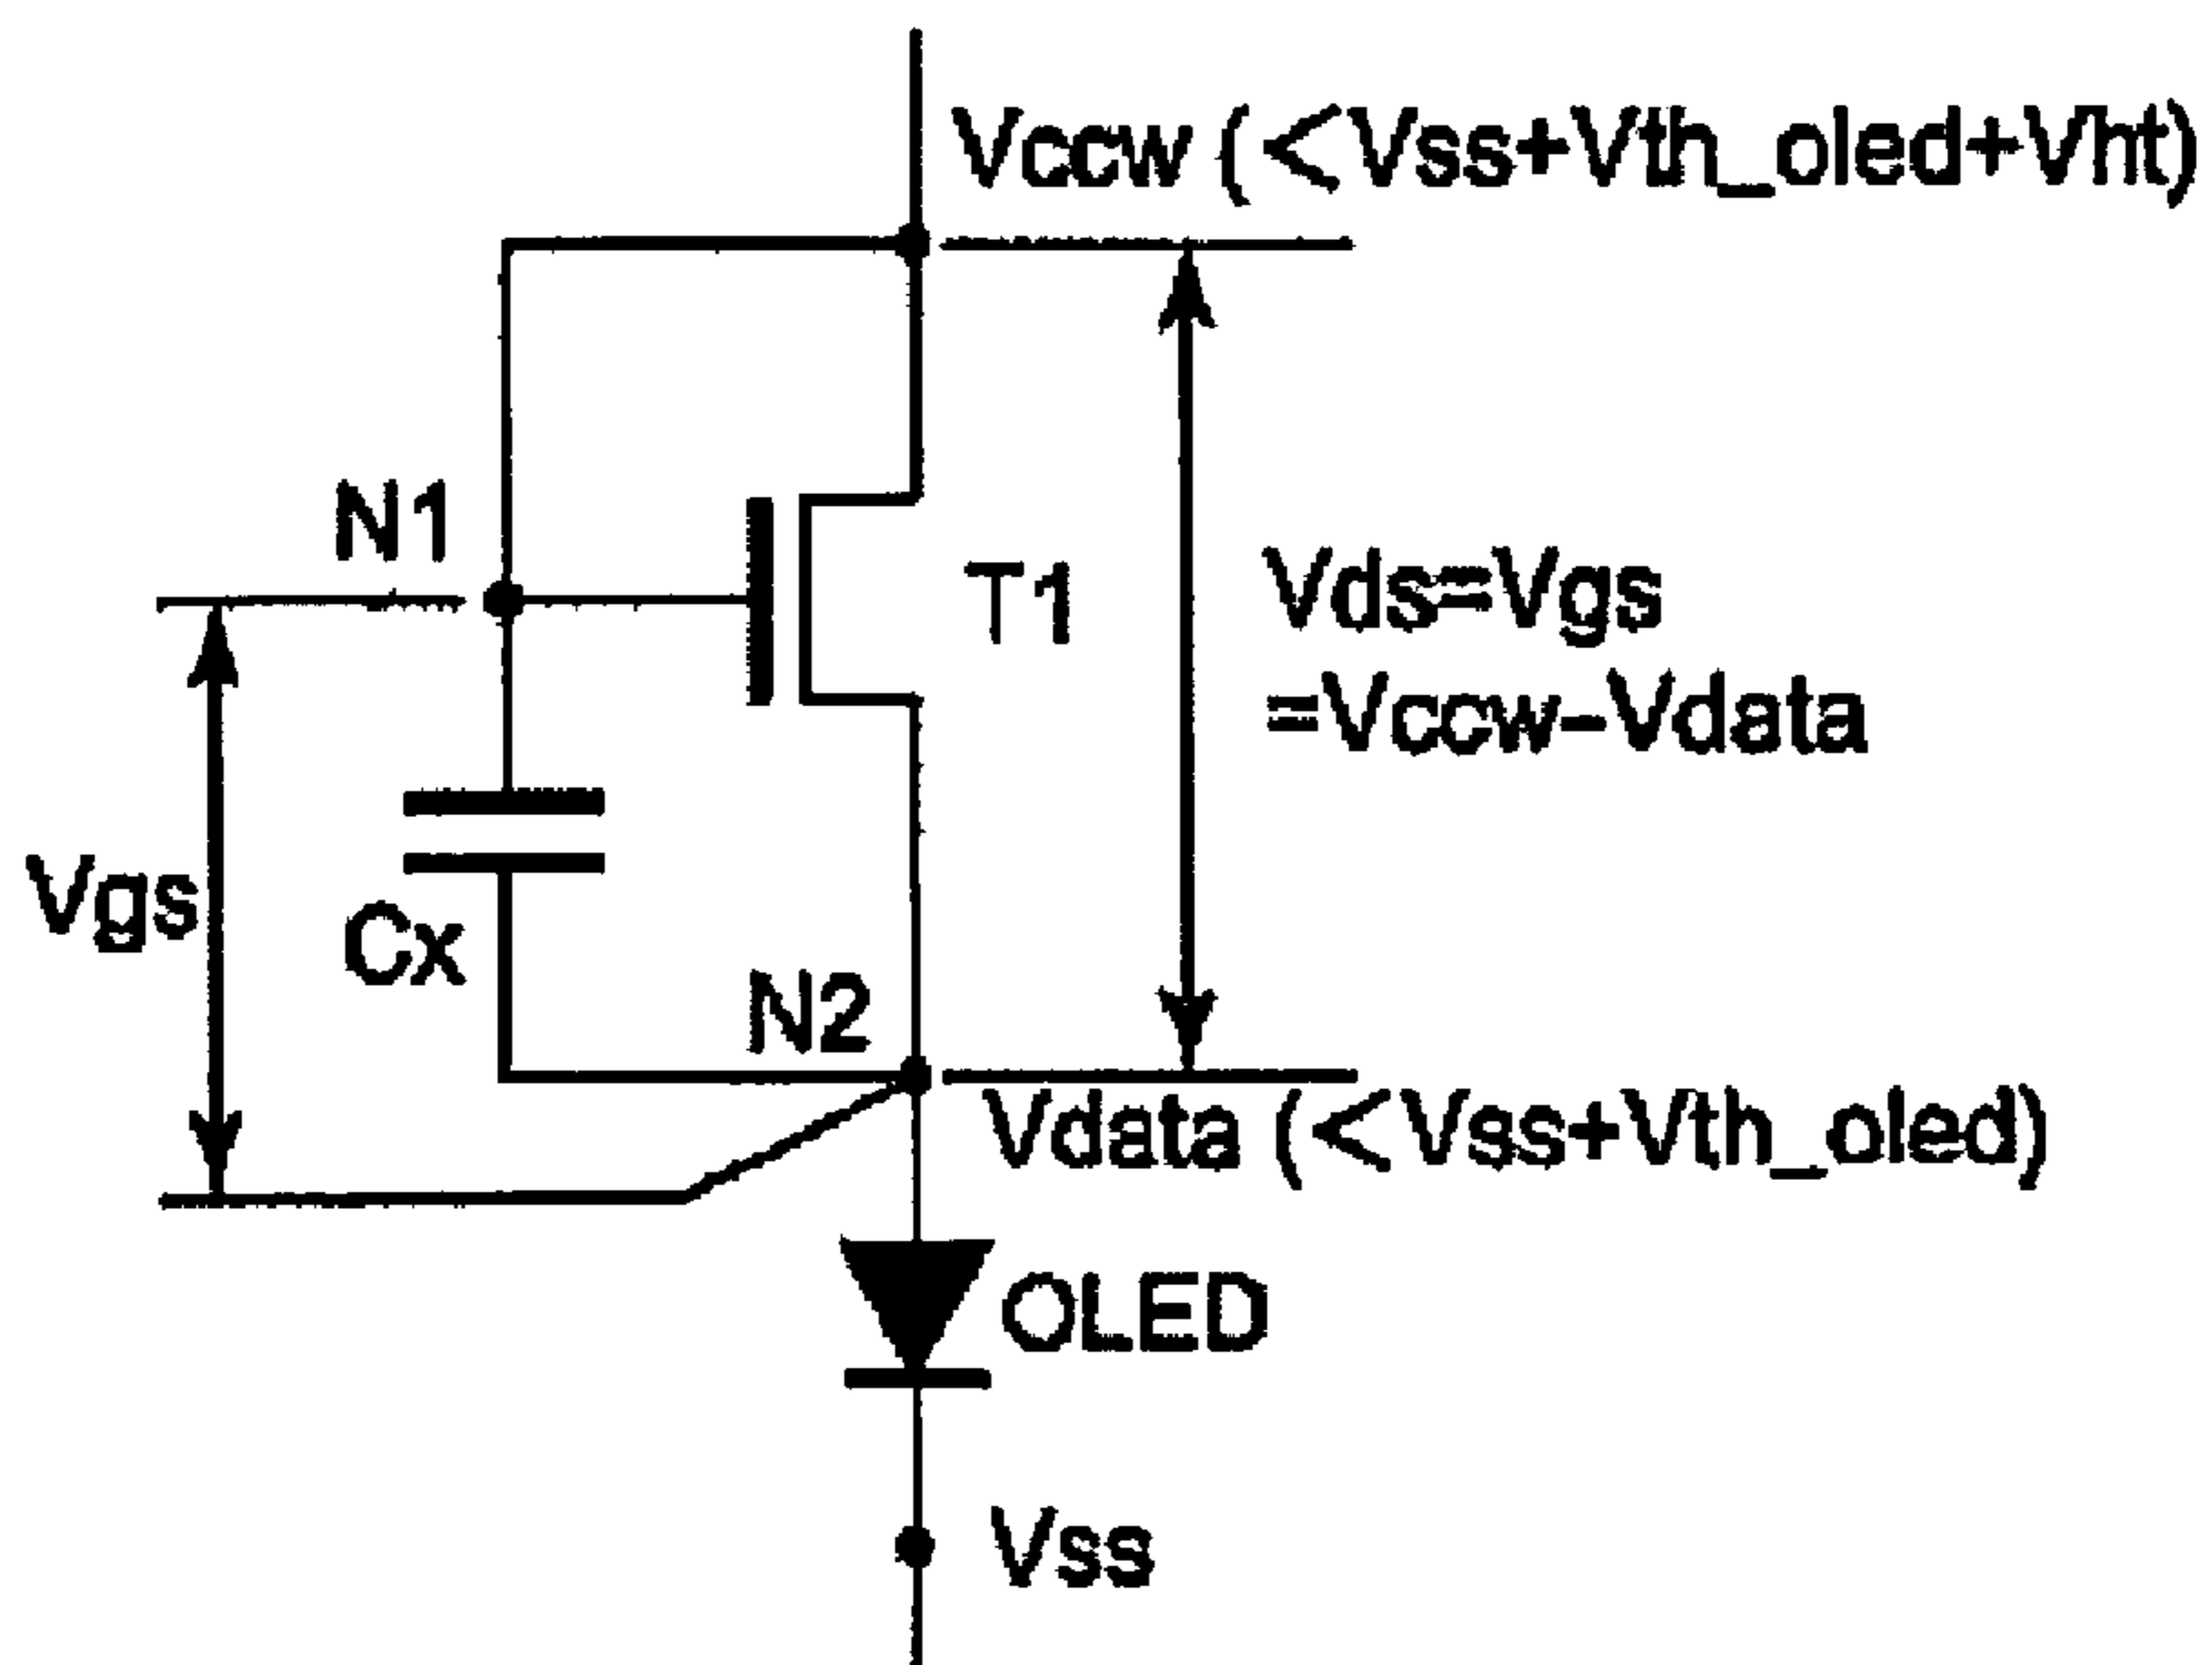 Vccw (<Vss+Vth_oled+Vht)
N1
T1
Vds=Vgs
=Vccw-Vdata
Vgs
Cx
N2
Vdata (<Vss+Vth_oled)
OLED
Vss